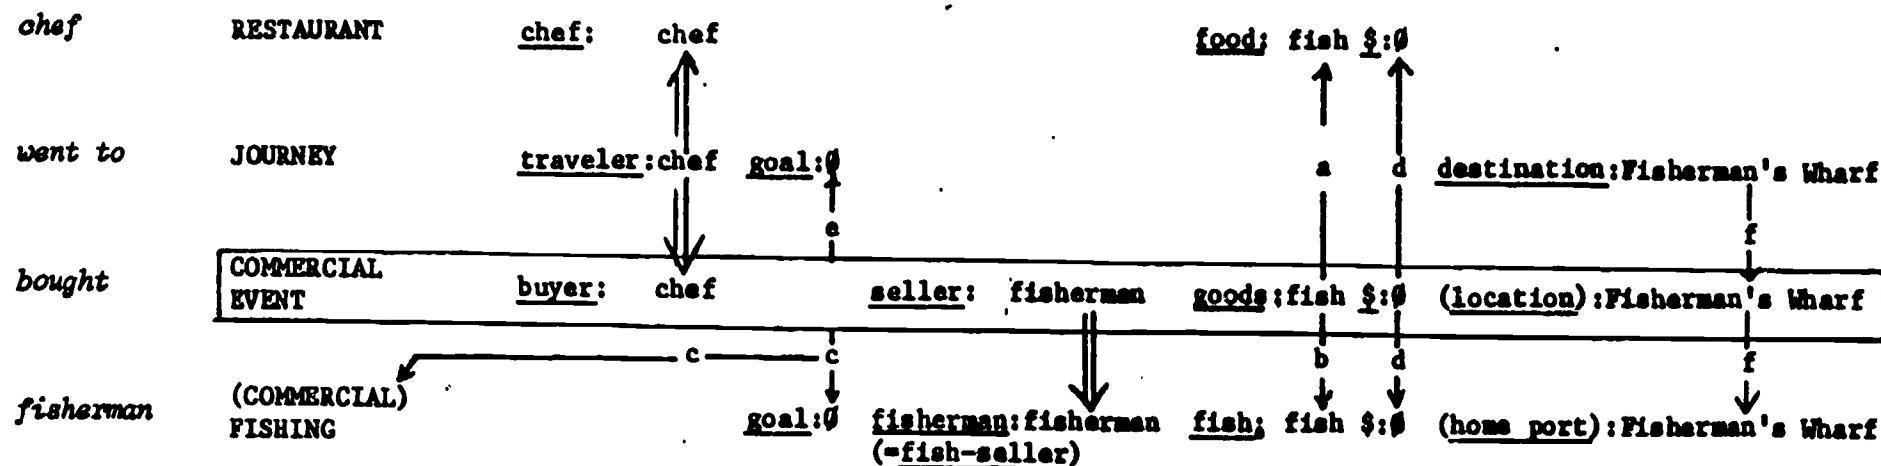 chef RESTAURANT chef: chef food: fish $:∅
went to JOURNEY traveler:chef goal:∅ a d destination:Fisherman's Wharf
e f
bought COMMERCIAL EVENT buyer: chef seller: fisherman goods:fish $:∅ (location):Fisherman's Wharf
c c b d f
fisherman (COMMERCIAL) FISHING goal:∅ fisherman:fisherman fish: fish $:∅ (home port):Fisherman's Wharf
(=fish-seller)